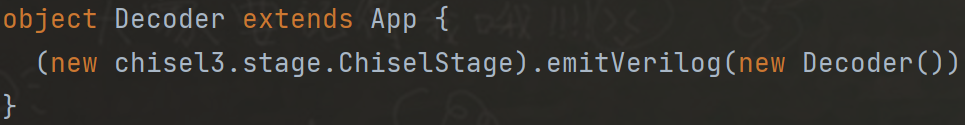 object Decoder extends App {
(new chisel3.stage.ChiselStage).emitVerilog(new Decoder())
}